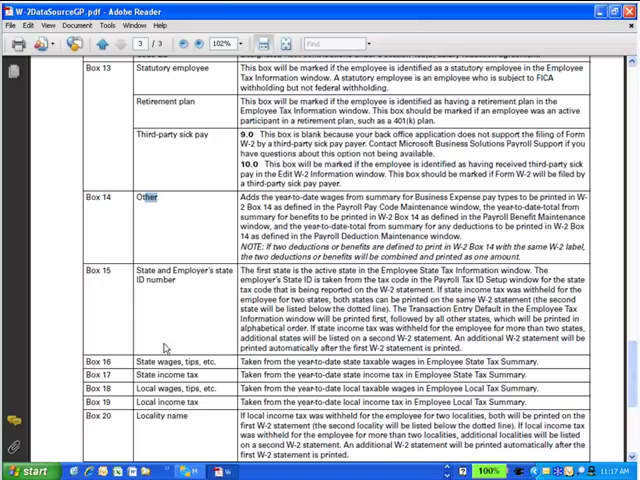 W-2DataSourceGP.pdf - Adobe Reader
File Edit View Document Tools Window Help
3 / 3 102% Find
Box 13 Statutory employee This box will be marked if the employee is identified as a statutory employee in the Employee
Tax Information window. A statutory employee is an employee who is subject to FICA
withholding but not federal withholding.
Retirement plan This box will be marked if the employee is identified as having a retirement plan in the
Employee Tax Information window. This box should be marked if an employee was an active
participant in a retirement plan, such as a 401(k) plan.
Third-party sick pay 9.0 This box is blank because your back office application does not support the filing of Form
W-2 by a third-party sick pay payer. Contact Microsoft Business Solutions Payroll Support if
you have questions about this option not being available.
10.0 This box will be marked if the employee is identified as having received third-party sick
pay in the Edit W-2 Information window. This box should be marked if Form W-2 will be filed
by a third-party sick pay payer.
Box 14 Other Adds the year-to-date wages from summary for Business Expense pay types to be printed in W-
2 Box 14 as defined in the Payroll Pay Code Maintenance window, the year-to-date-total from
summary for benefits to be printed in W-2 Box 14 as defined in the Payroll Benefit Maintenance
window, and the year-to-date-total from summary for any deductions to be printed in W-2 Box
14 as defined in the Payroll Deduction Maintenance window.
NOTE: If two deductions or benefits are defined to print in W-2 Box 14 with the same W-2 label,
the two deductions or benefits will be combined and printed as one amount.
Box 15 State and Employer's state The first state is the active state in the Employee State Tax Information window. The
ID number employer's State ID is taken from the tax code in the Payroll Tax ID Setup window for the
state tax code that is being reported on the W-2 statement. If state income tax was withheld for the
employee for two states, both states can be printed on the same W-2 statement (the second
state will be listed below the dotted line). The Transaction Entry Default in the Employee Tax
Information window will be printed first, followed by all other states, which will be printed in
alphabetical order. If state income tax was withheld for the employee for more than two states,
additional states will be listed on a second W-2 statement. An additional W-2 statement will be
printed automatically after the first W-2 statement is printed.
Box 16 State wages, tips, etc. Taken from the year-to-date state taxable wages in Employee State Tax Summary.
Box 17 State income tax Taken from the year-to-date state income tax in Employee State Tax Summary.
Box 18 Local wages, tips, etc. Taken from the year-to-date local taxable wages in Employee Local Tax Summary.
Box 19 Local income tax Taken from the year-to-date local income tax in Employee Local Tax Summary.
Box 20 Locality name If local income tax was withheld for the employee for two localities, both will be printed on the
first W-2 statement (the second locality will be listed below the dotted line). If local income tax
was withheld for the employee for more than two localities, additional localities will be listed
on a second W-2 statement. An additional W-2 statement will be printed automatically after the
first W-2 statement is printed.
start M W 100% 11:17 AM